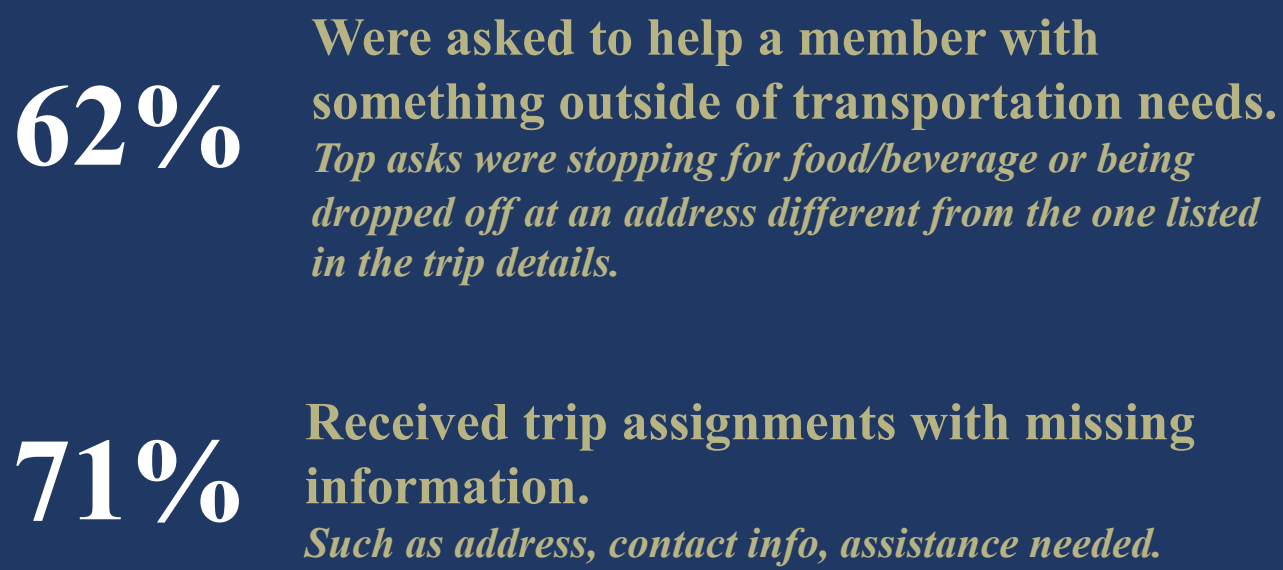 62%
Were asked to help a member with
something outside of transportation needs.
Top asks were stopping for food/beverage or being
dropped off at an address different from the one listed
in the trip details.
71%
Received trip assignments with missing
information.
Such as address, contact info, assistance needed.